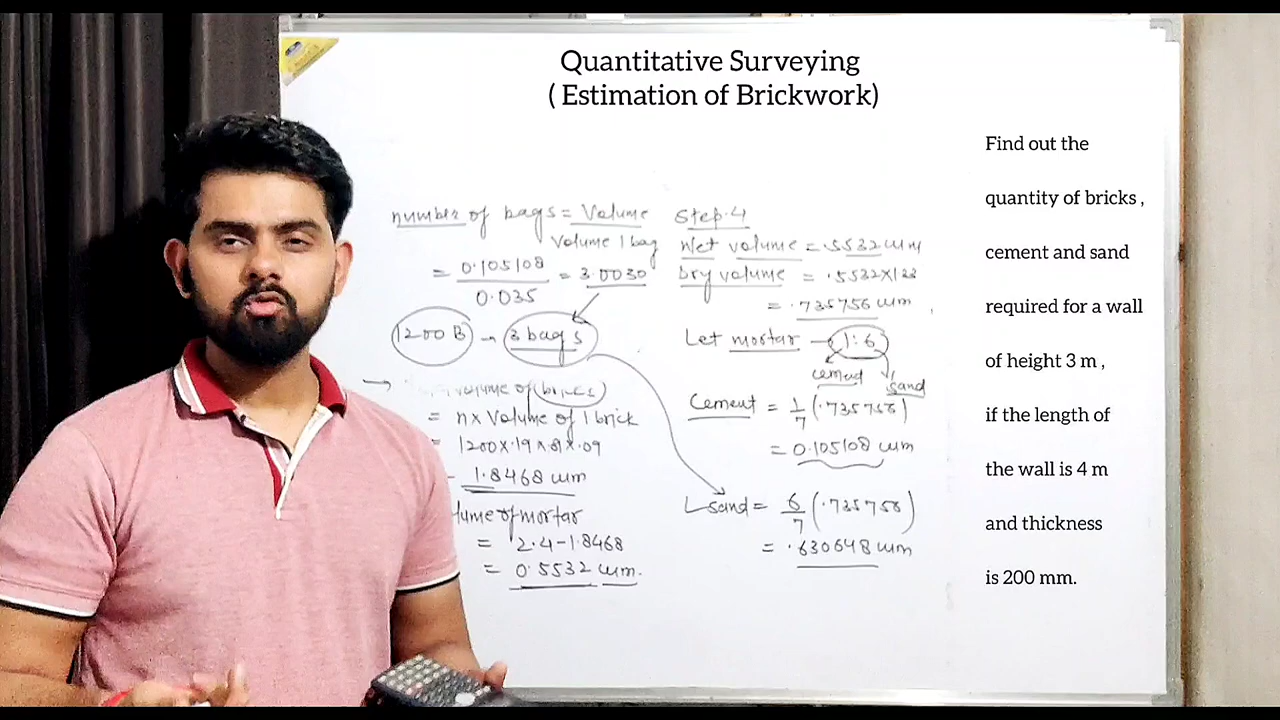 Quantitative Surveying
( Estimation of Brickwork)
number of bags = Volume
Volume 1 bag
= 0.105108 = 3.0030
0.035
1200 B → 3 bags
→ volume of bricks
= n x Volume of 1 brick
= 1200x.19x.09
1.8468 cum
of mortar
= 2.4-1.8468
= 0.5532 cum.
Step-4
Wet volume = .5532 cum
Dry volume = .5532x1.33
= .735756 cum
Let mortar → 1:6
cement
sand
Cement = 1/7 (.735756)
= 0.105108 cum
Sand = 6/7 (.735756)
= .630648 cum
Find out the
quantity of bricks ,
cement and sand
required for a wall
of height 3 m ,
if the length of
the wall is 4 m
and thickness
is 200 mm.